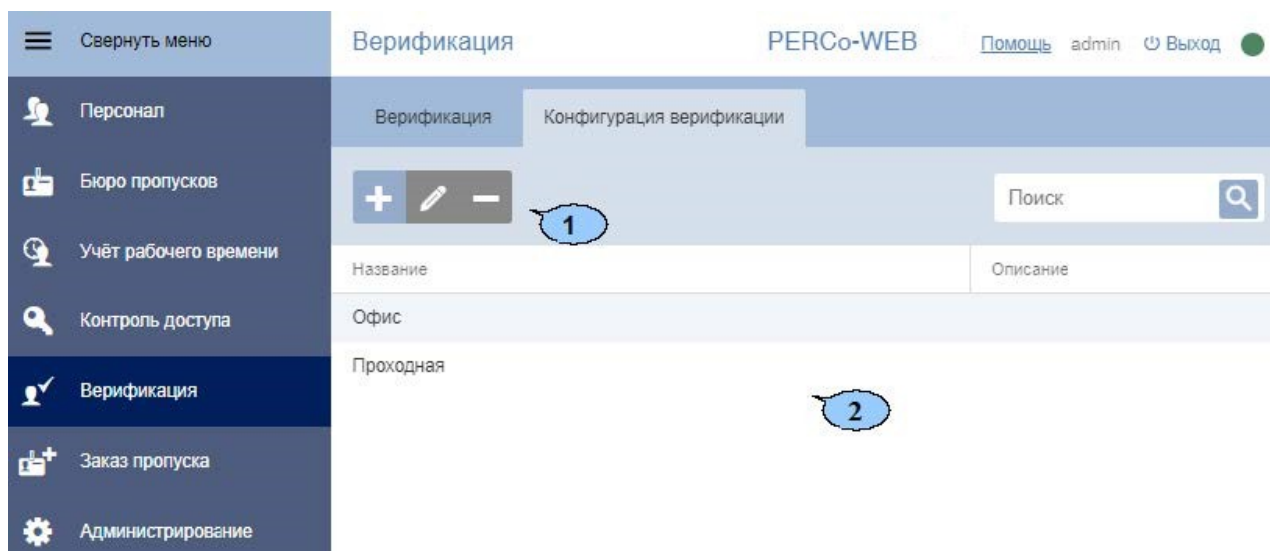 Свернуть меню
Верификация
PERCo-WEB
Помощь admin Выход
Персонал
Верификация
Конфигурация верификации
Бюро пропусков
1
Поиск
Учёт рабочего времени
Название
Описание
Контроль доступа
Офис
Проходная
Верификация
2
Заказ пропуска
Администрирование